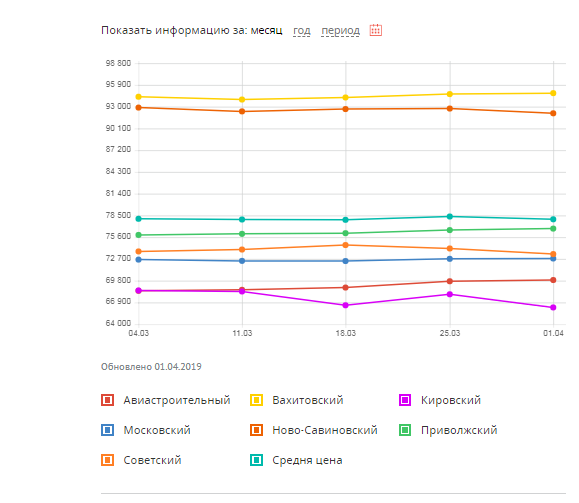 Показать информацию за: месяц год период
98 800
95 900
93 000
90 100
87 200
84 300
81 400
78 500
75 600
72 700
69 800
66 900
64 000
04.03 11.03 18.03 25.03 01.04
Обновлено 01.04.2019
Авиастроительный Вахитовский Кировский
Московский Ново-Савиновский Приволжский
Советский Средня цена